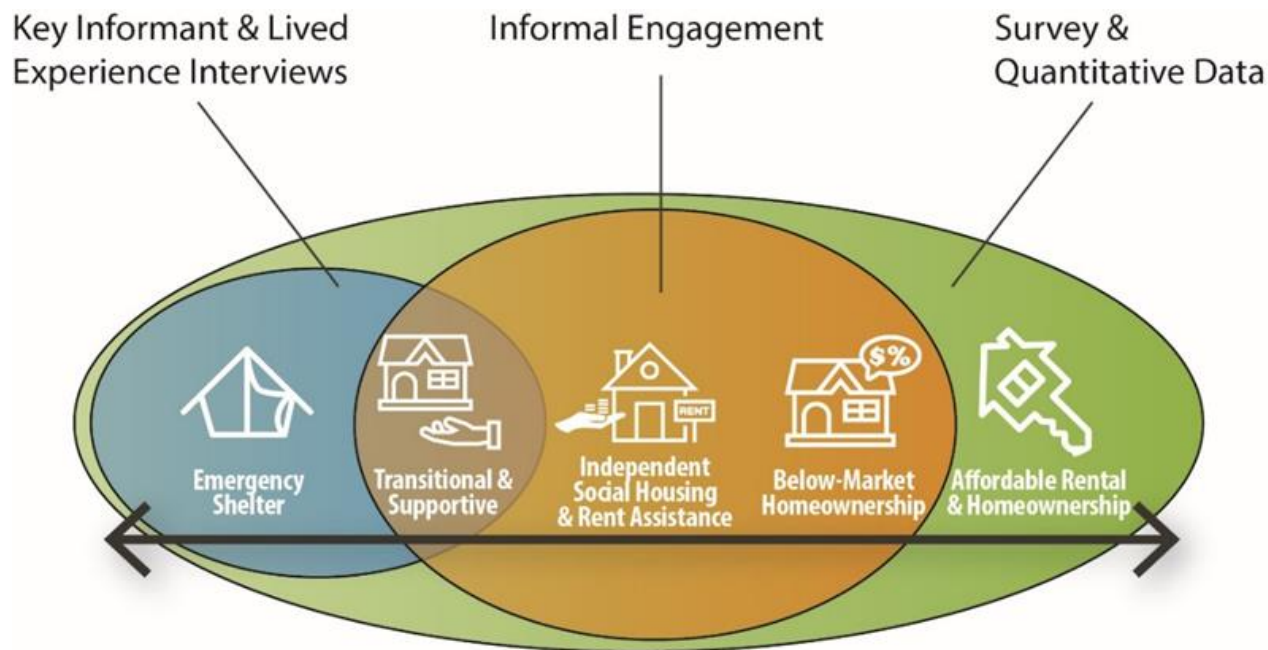 Key Informant & Lived
Experience Interviews
Informal Engagement
Survey &
Quantitative Data
Emergency
Shelter
Transitional &
Supportive
RENT
Independent
Social Housing
& Rent Assistance
$%
Below-Market
Homeownership
Affordable Rental
& Homeownership